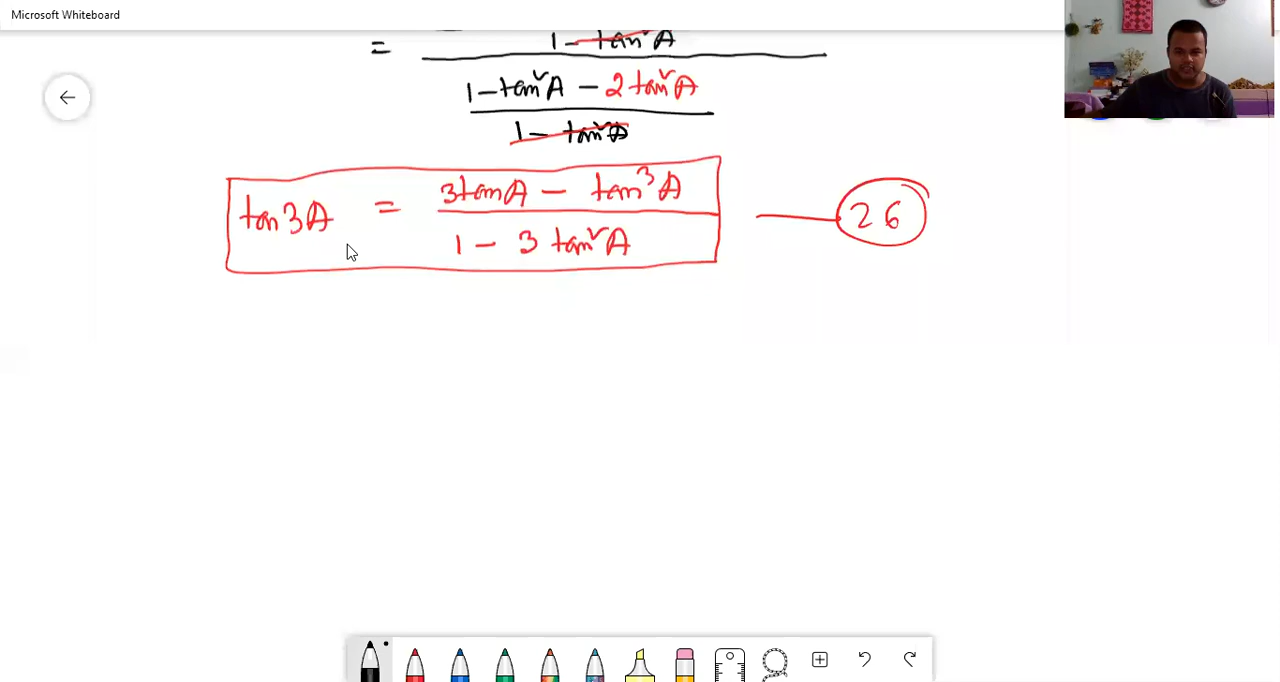 Microsoft Whiteboard
1 - tan²A
=
1 - tan²A - 2 tan²A
1 - tan²A
tan 3A = 3tanA - tan³A / 1 - 3 tan²A — 26